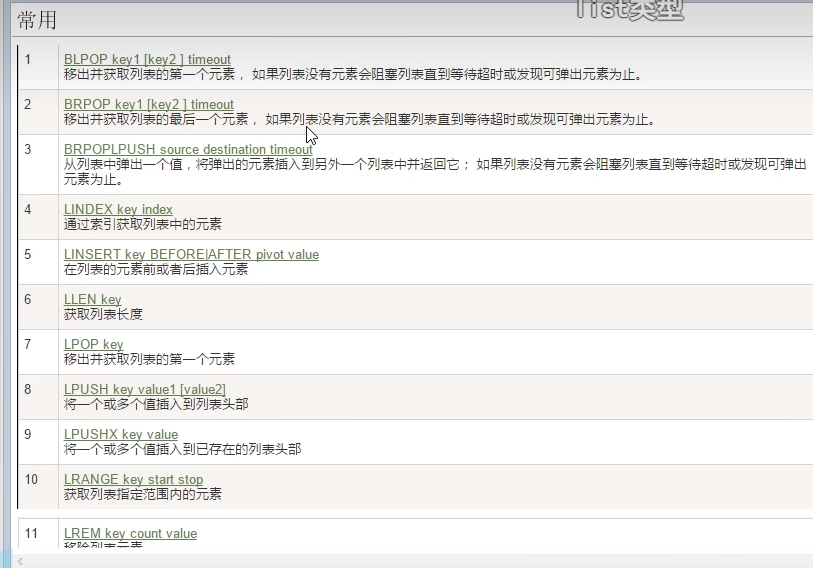 list类型
常用
1
BLPOP key1 [key2 ] timeout
移出并获取列表的第一个元素， 如果列表没有元素会阻塞列表直到等待超时或发现可弹出元素为止。
2
BRPOP key1 [key2 ] timeout
移出并获取列表的最后一个元素， 如果列表没有元素会阻塞列表直到等待超时或发现可弹出元素为止。
3
BRPOPLPUSH source destination timeout
从列表中弹出一个值，将弹出的元素插入到另外一个列表中并返回它； 如果列表没有元素会阻塞列表直到等待超时或发现可弹出
元素为止。
4
LINDEX key index
通过索引获取列表中的元素
5
LINSERT key BEFORE|AFTER pivot value
在列表的元素前或者后插入元素
6
LLEN key
获取列表长度
7
LPOP key
移出并获取列表的第一个元素
8
LPUSH key value1 [value2]
将一个或多个值插入到列表头部
9
LPUSHX key value
将一个或多个值插入到已存在的列表头部
10
LRANGE key start stop
获取列表指定范围内的元素
11
LREM key count value
移除列表元素